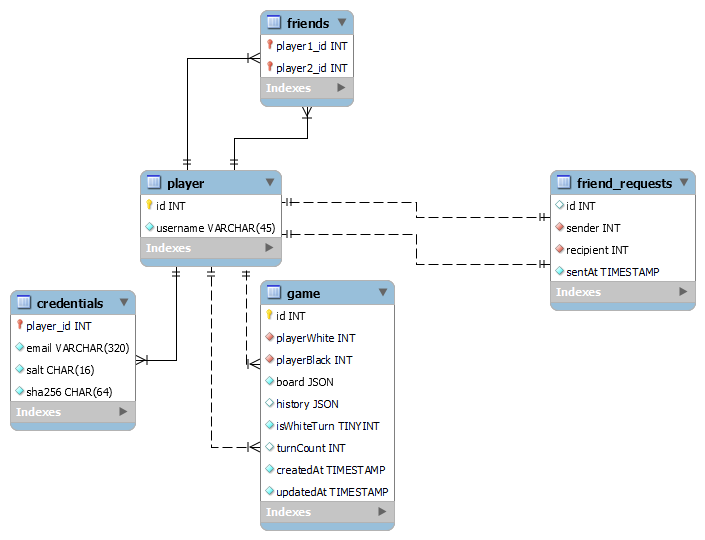 friends
player1_id INT
player2_id INT
Indexes
player
id INT
username VARCHAR(45)
Indexes
friend_requests
id INT
sender INT
recipient INT
sentAt TIMESTAMP
Indexes
credentials
player_id INT
email VARCHAR(320)
salt CHAR(16)
sha256 CHAR(64)
Indexes
game
id INT
playerWhite INT
playerBlack INT
board JSON
history JSON
isWhiteTurn TINYINT
turnCount INT
createdAt TIMESTAMP
updatedAt TIMESTAMP
Indexes